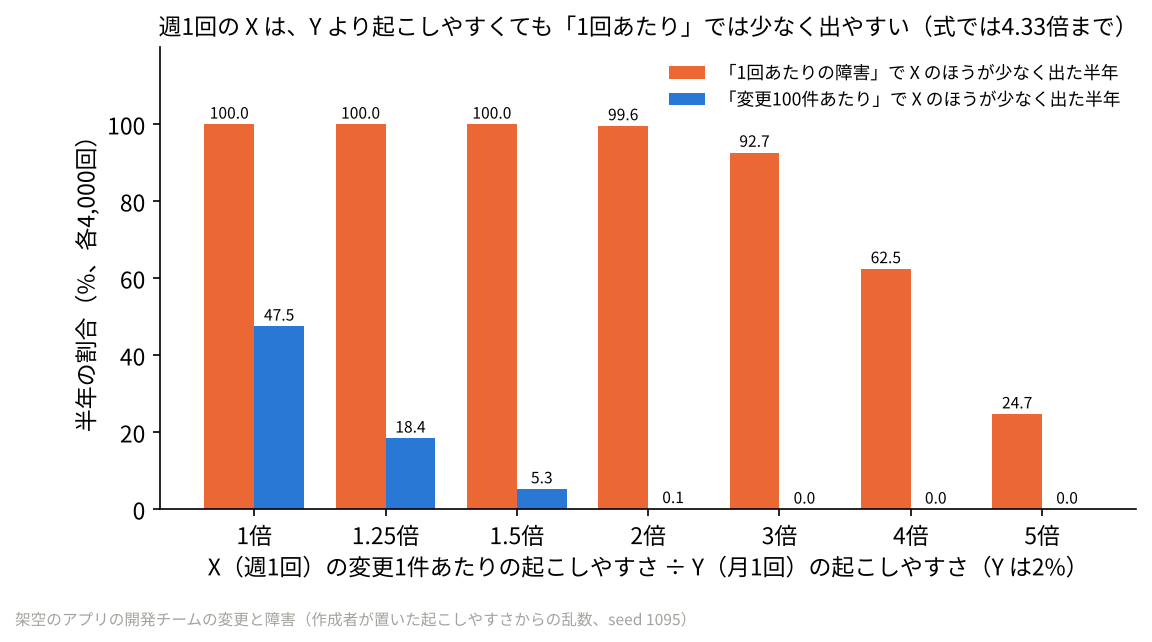 週1回の X は、Y より起こしやすくても「1回あたり」では少なく出やすい（式では4.33倍まで）
「1回あたりの障害」で X のほうが少なく出た半年
「変更100件あたり」で X のほうが少なく出た半年
半年の割合（%、各4,000回）
100
80
60
40
20
0
100.0
47.5
100.0
18.4
100.0
5.3
99.6
0.1
92.7
0.0
62.5
0.0
24.7
0.0
1倍
1.25倍
1.5倍
2倍
3倍
4倍
5倍
X（週1回）の変更1件あたりの起こしやすさ ÷ Y（月1回）の起こしやすさ（Y は2%）
架空のアプリの開発チームの変更と障害（作成者が置いた起こしやすさからの乱数、seed 1095）